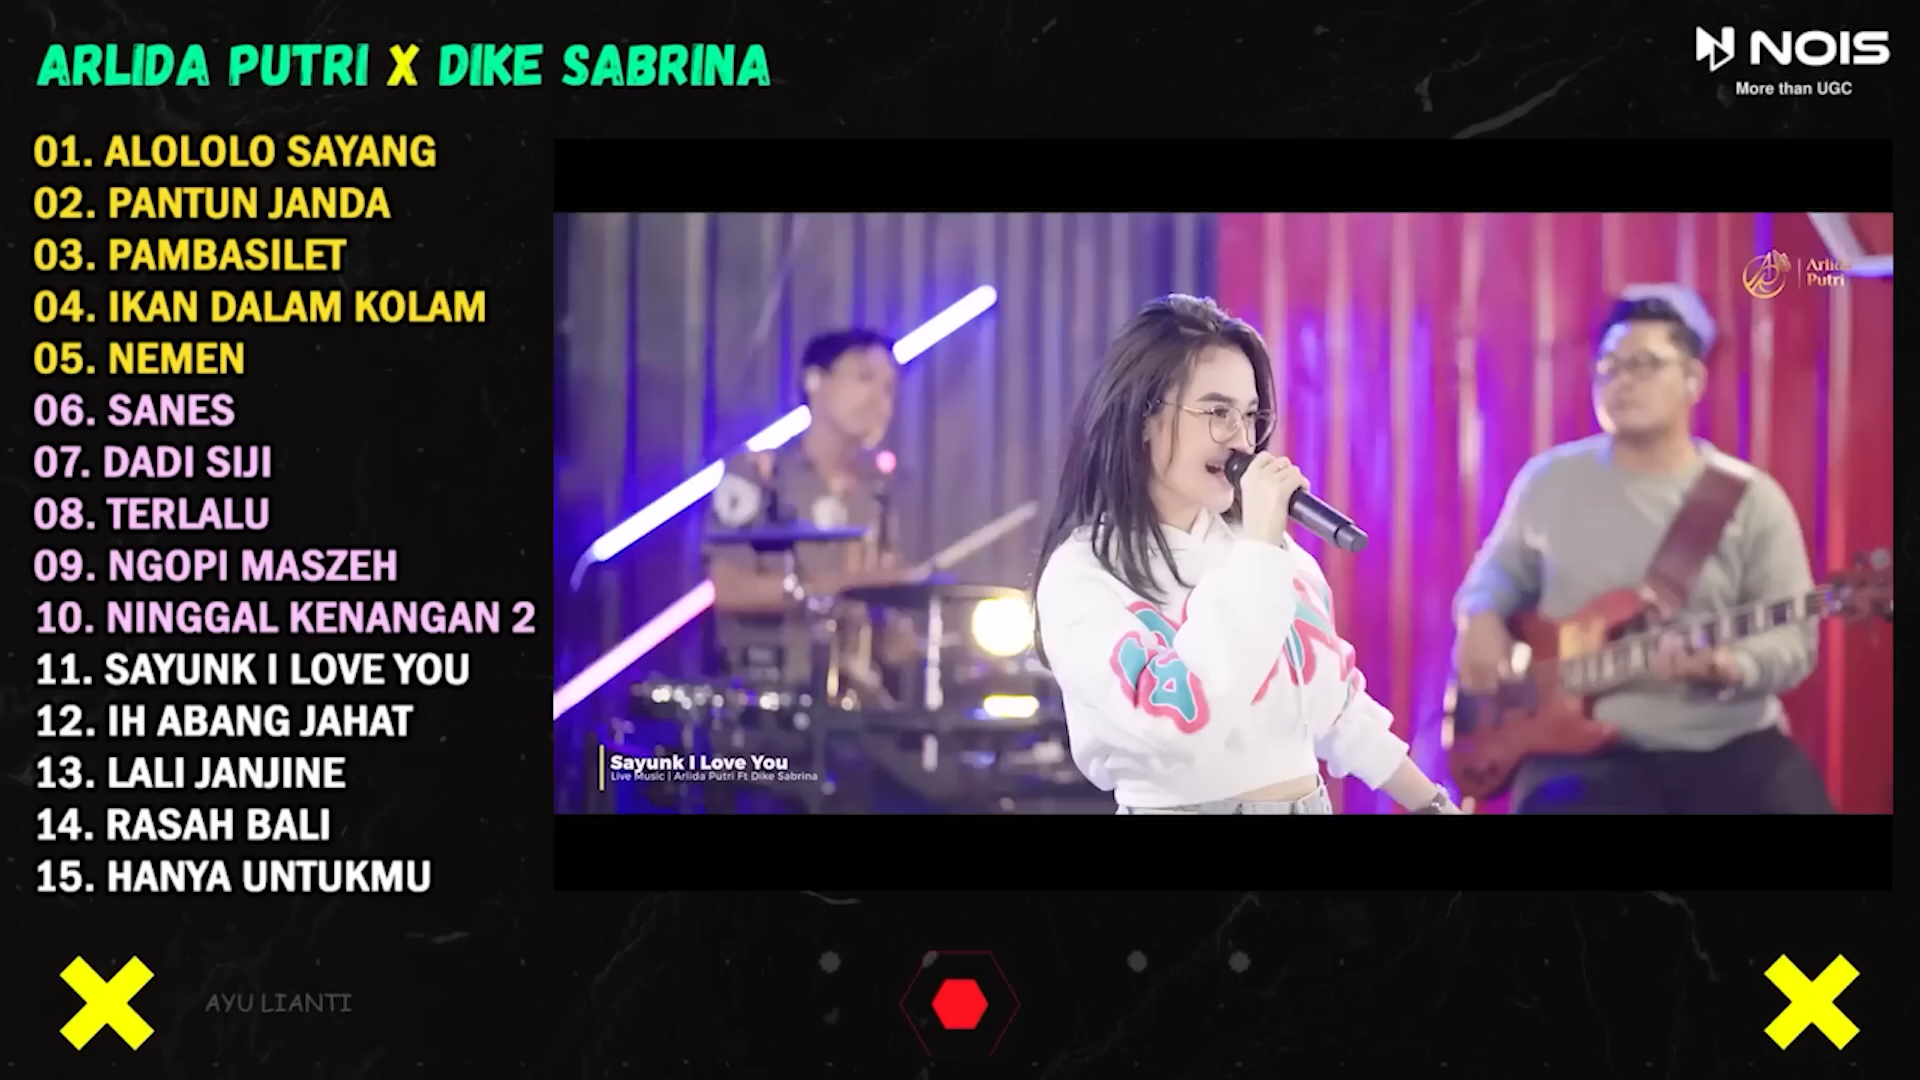 ARLIDA PUTRI X DIKE SABRINA
NOIS
More than UGC
01. ALOLOLO SAYANG
02. PANTUN JANDA
03. PAMBASILET
04. IKAN DALAM KOLAM
05. NEMEN
06. SANES
07. DADI SIJI
08. TERLALU
09. NGOPI MASZEH
10. NINGGAL KENANGAN 2
11. SAYUNK I LOVE YOU
12. IH ABANG JAHAT
13. LALI JANJINE
14. RASAH BALI
15. HANYA UNTUKMU
Arlida
Putri
Sayunk I Love You
Live Music | Arlida Putri Ft Dike Sabrina
AYU LIANTI